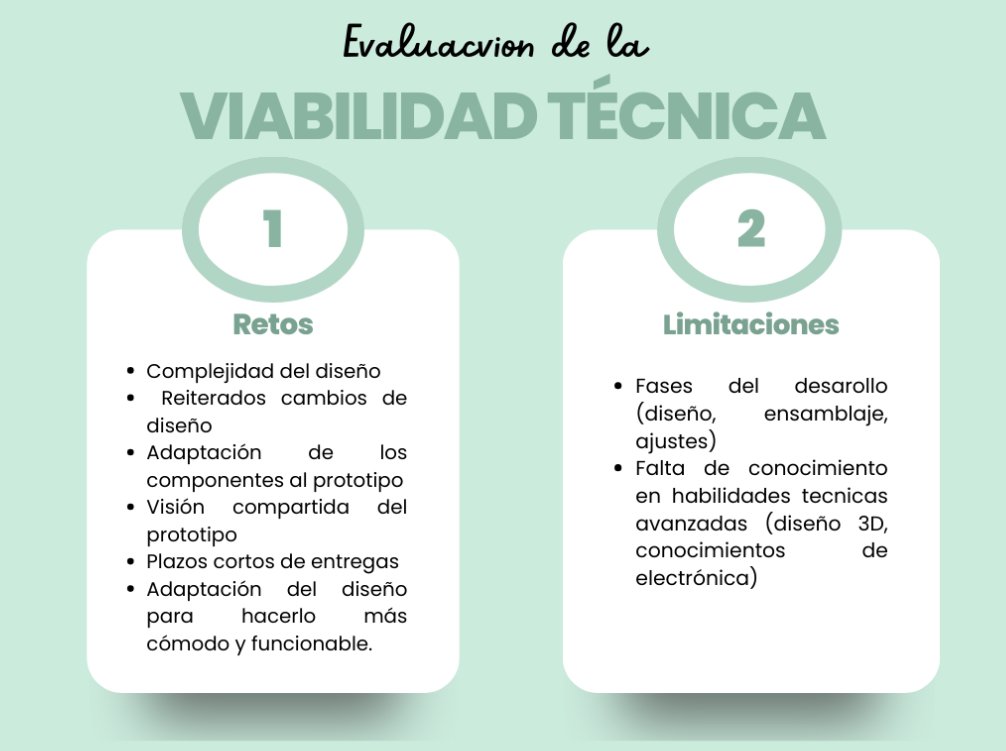 Evaluacvion de la
VIABILIDAD TÉCNICA
1
Retos
• Complejidad del diseño
• Reiterados cambios de
diseño
• Adaptación de los
componentes al prototipo
• Visión compartida del
prototipo
• Plazos cortos de entregas
• Adaptación del diseño
para hacerlo más
cómodo y funcionable.
2
Limitaciones
• Fases del desarollo
(diseño, ensamblaje,
ajustes)
• Falta de conocimiento
en habilidades tecnicas
avanzadas (diseño 3D,
conocimientos de
electrónica)